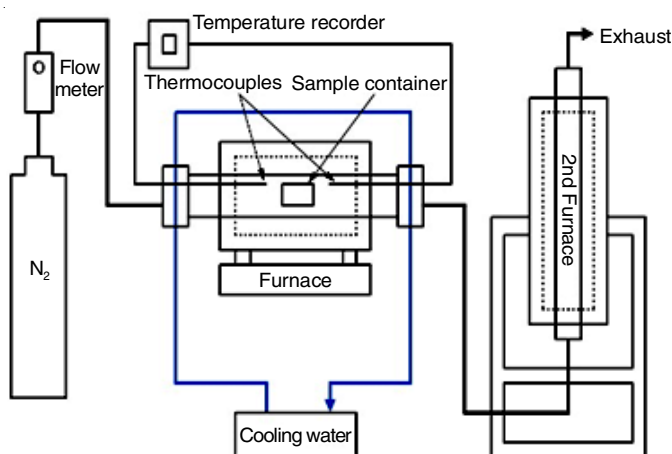 Temperature recorder
Exhaust
Flow
meter
Thermocouples
Sample container
2nd Furnace
N₂
Furnace
Cooling water